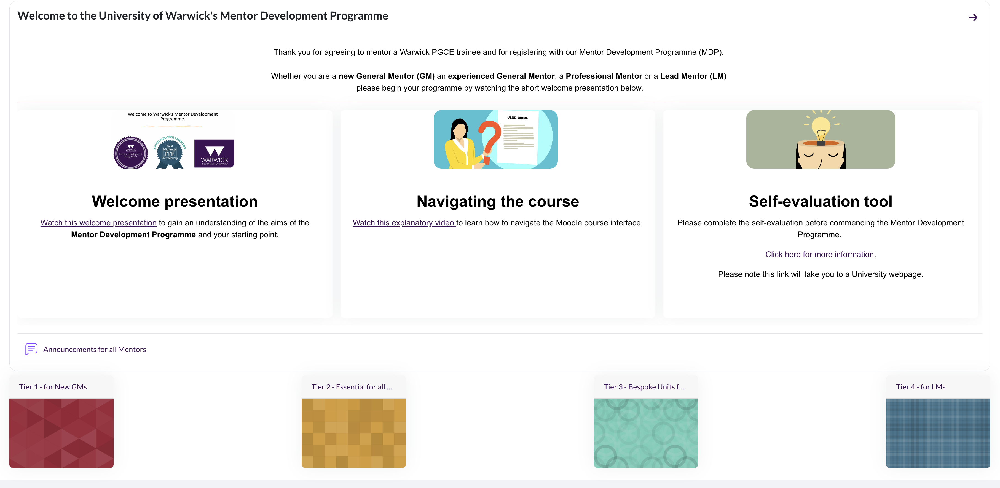 Welcome to the University of Warwick's Mentor Development Programme
Thank you for agreeing to mentor a Warwick PGCE trainee and for registering with our Mentor Development Programme (MDP).
Whether you are a new General Mentor (GM) an experienced General Mentor, a Professional Mentor or a Lead Mentor (LM)
please begin your programme by watching the short welcome presentation below.
Welcome to Warwick's Mentor Development
Programme.
WARWICK
Mentor Development
Programme
APPROVED TIER 1 MENTOR
West
Midlands
ITE
Partnership
WARWICK
THE UNIVERSITY OF WARWICK
Welcome presentation
Watch this welcome presentation to gain an understanding of the aims of the
Mentor Development Programme and your starting point.
USER GUIDE
Navigating the course
Watch this explanatory video to learn how to navigate the Moodle course interface.
Self-evaluation tool
Please complete the self-evaluation before commencing the Mentor Development
Programme.
Click here for more information.
Please note this link will take you to a University webpage.
Announcements for all Mentors
Tier 1 - for New GMs
Tier 2 - Essential for all ...
Tier 3 - Bespoke Units f...
Tier 4 - for LMs